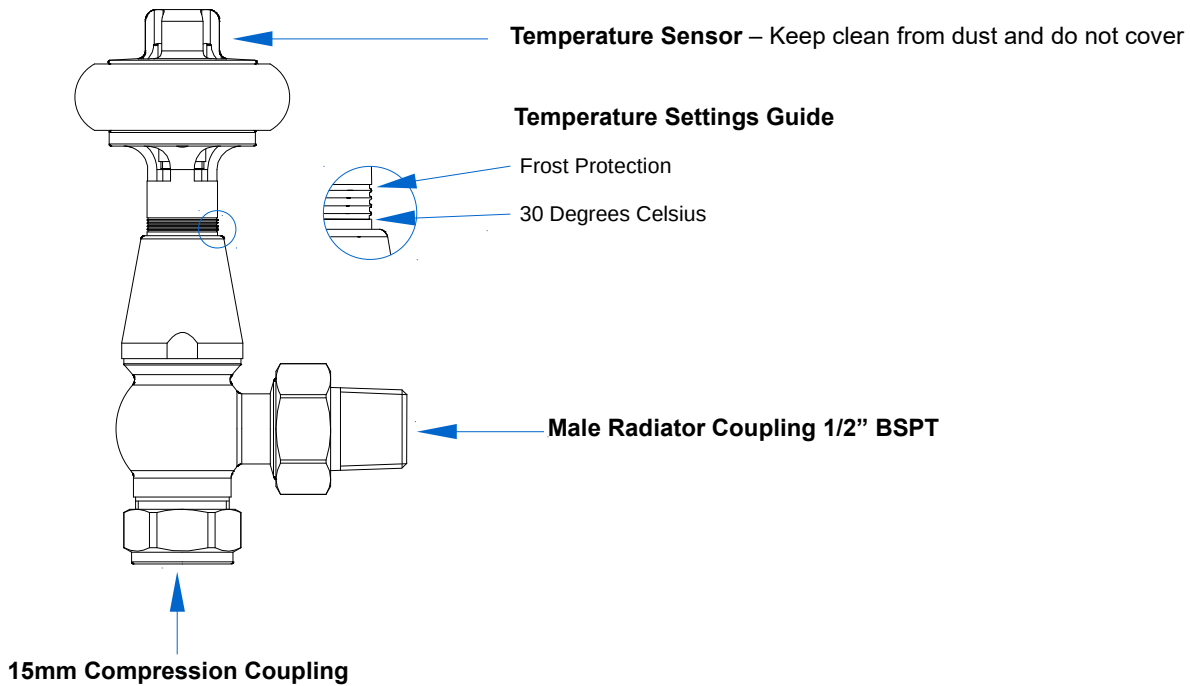 Temperature Sensor – Keep clean from dust and do not cover
Temperature Settings Guide
Frost Protection
30 Degrees Celsius
Male Radiator Coupling 1/2” BSPT
15mm Compression Coupling